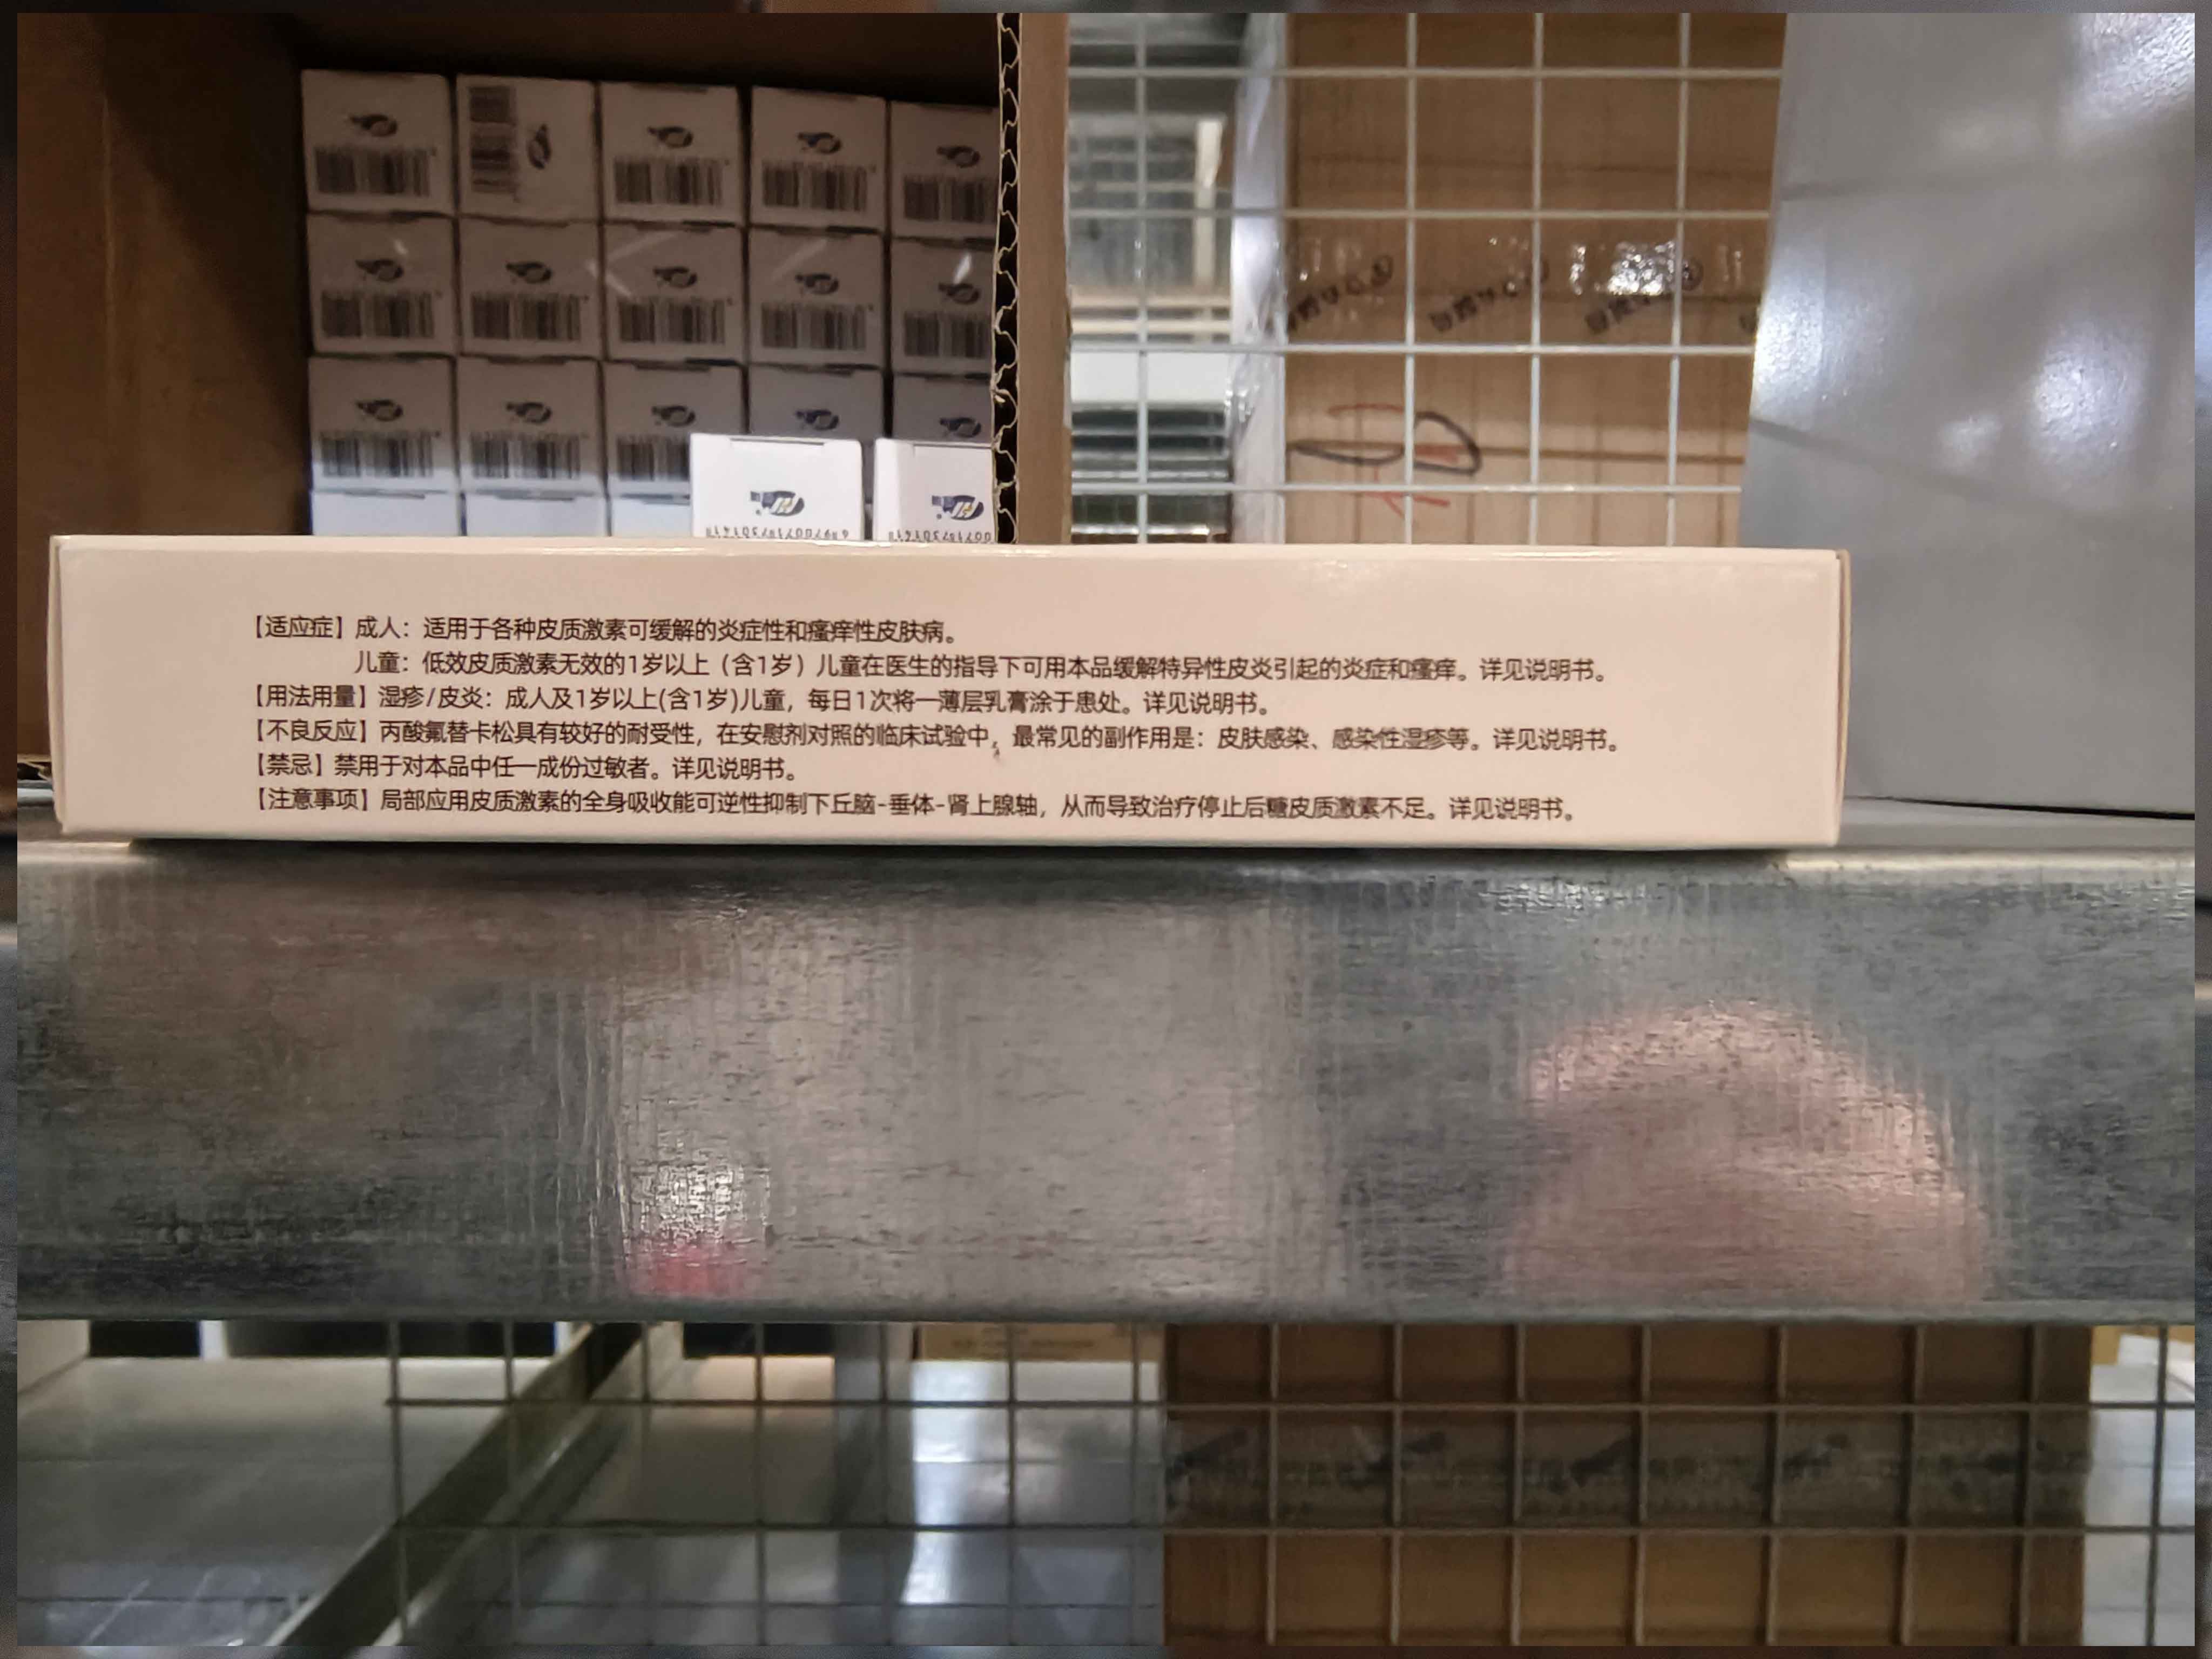 【适应症】成人：适用于各种皮质激素可缓解的炎症性和瘙痒性皮肤病。
儿童：低效皮质激素无效的1岁以上（含1岁）儿童在医生的指导下可用本品缓解特异性皮炎引起的炎症和瘙痒。详见说明书。
【用法用量】湿疹/皮炎：成人及1岁以上(含1岁)儿童，每日1次将一薄层乳膏涂于患处。详见说明书。
【不良反应】丙酸氟替卡松具有较好的耐受性，在安慰剂对照的临床试验中，最常见的副作用是：皮肤感染、感染性湿疹等。详见说明书。
【禁忌】禁用于对本品中任一成份过敏者。详见说明书。
【注意事项】局部应用皮质激素的全身吸收能可逆性抑制下丘脑-垂体-肾上腺轴，从而导致治疗停止后糖皮质激素不足。详见说明书。